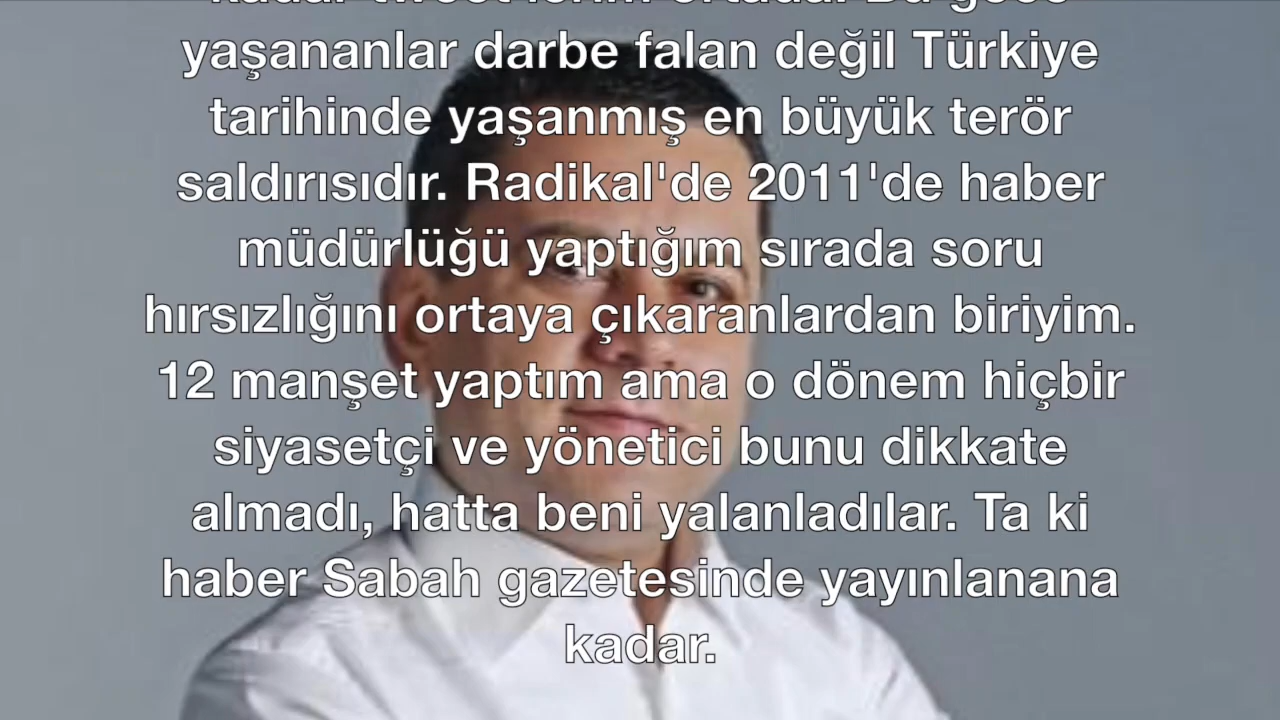 yaşananlar darbe falan değil Türkiye
tarihinde yaşanmış en büyük terör
saldırısıdır. Radikal'de 2011'de haber
müdürlüğü yaptığım sırada soru
hırsızlığını ortaya çıkaranlardan biriyim.
12 manşet yaptım ama o dönem hiçbir
siyasetçi ve yönetici bunu dikkate
almadı, hatta beni yalanladılar. Ta ki
haber Sabah gazetesinde yayınlanana
kadar.